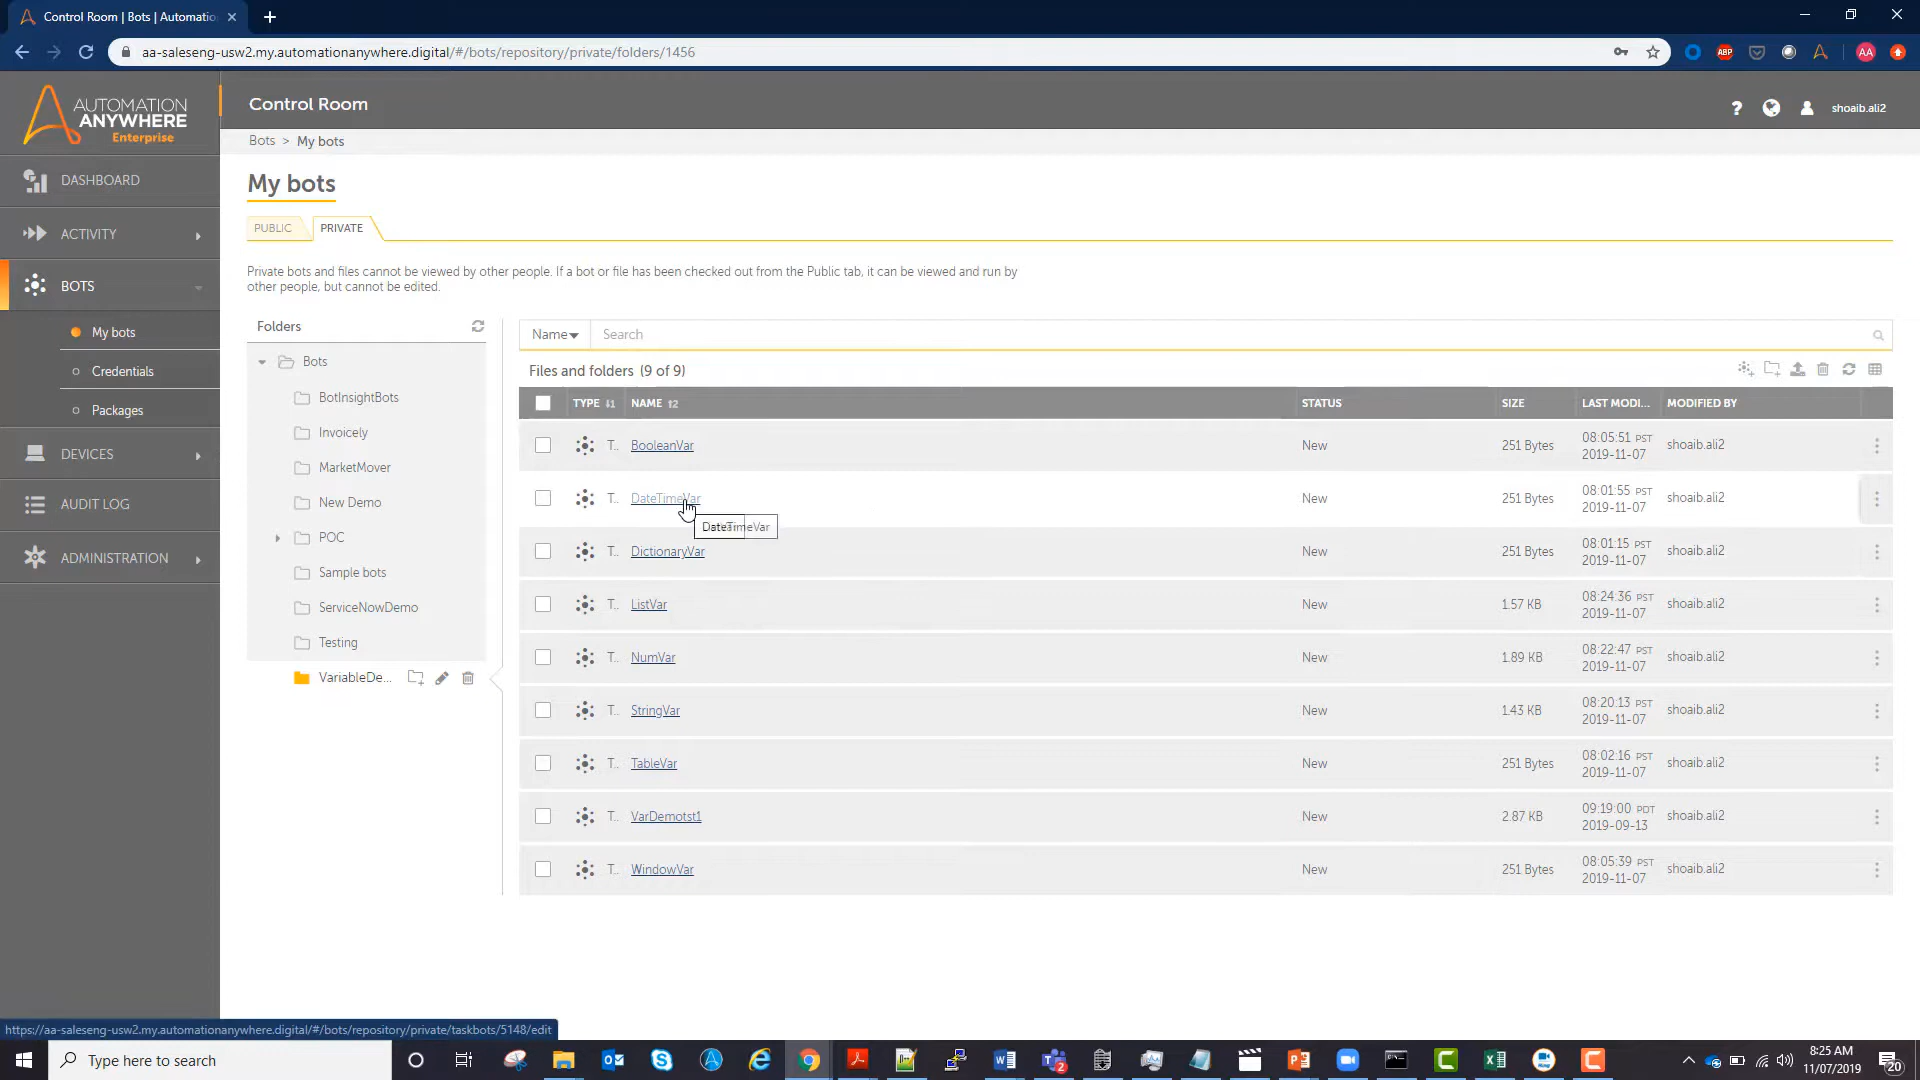 Control Room | Bots | Automatio
aa-saleseng-usw2.my.automationanywhere.digital/#/bots/repository/private/folders/1456
ABP
AA
AUTOMATION
ANYWHERE
Enterprise
Control Room
?
shoaib.ali2
Bots > My bots
DASHBOARD
ACTIVITY
BOTS
My bots
Credentials
Packages
DEVICES
AUDIT LOG
ADMINISTRATION
My bots
PUBLIC
PRIVATE
Private bots and files cannot be viewed by other people. If a bot or file has been checked out from the Public tab, it can be viewed and run by
other people, but cannot be edited.
Folders
Bots
BotInsightBots
Invoicely
MarketMover
New Demo
POC
Sample bots
ServiceNowDemo
Testing
VariableDe...
Name
Search
Files and folders (9 of 9)
TYPE NAME STATUS SIZE LAST MODI... MODIFIED BY
T.. BooleanVar New 251 Bytes 08:05:51 PST shoaib.ali2
2019-11-07
T.. DateTimeVar New 251 Bytes 08:01:55 PST shoaib.ali2
2019-11-07
DateTimeVar
T.. DictionaryVar New 251 Bytes 08:01:15 PST shoaib.ali2
2019-11-07
T.. ListVar New 1.57 KB 08:24:36 PST shoaib.ali2
2019-11-07
T.. NumVar New 1.89 KB 08:22:47 PST shoaib.ali2
2019-11-07
T.. StringVar New 1.43 KB 08:20:13 PST shoaib.ali2
2019-11-07
T.. TableVar New 251 Bytes 08:02:16 PST shoaib.ali2
2019-11-07
T.. VarDemotst1 New 2.87 KB 09:19:00 PDT shoaib.ali2
2019-09-13
T.. WindowVar New 251 Bytes 08:05:39 PST shoaib.ali2
2019-11-07
https://aa-saleseng-usw2.my.automationanywhere.digital/#/bots/repository/private/taskbots/5148/edit
Type here to search
8:25 AM
11/07/2019
20